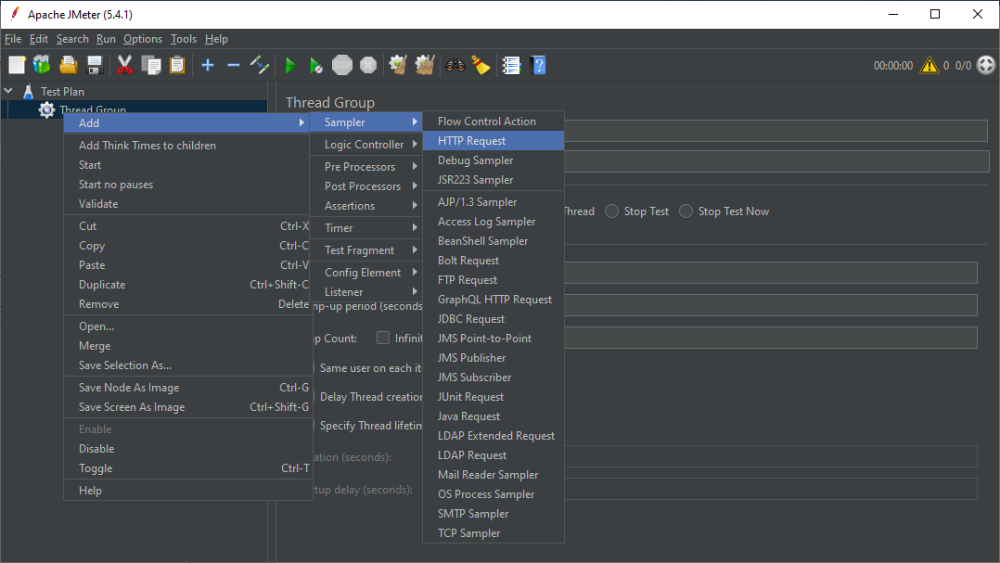 Apache JMeter (5.4.1)
File Edit Search Run Options Tools Help
00:00:00 0 0/0
Test Plan
Thread Group
Thread Group
Add
Add Think Times to children
Start
Start no pauses
Validate
Cut Ctrl-X
Copy Ctrl-C
Paste Ctrl-V
Duplicate Ctrl+Shift-C
Remove Delete
Open...
Merge
Save Selection As...
Save Node As Image Ctrl-G
Save Screen As Image Ctrl+Shift-G
Enable
Disable
Toggle Ctrl-T
Help
Sampler
Logic Controller
Pre Processors
Post Processors
Assertions
Timer
Test Fragment
Config Element
Listener
Flow Control Action
HTTP Request
Debug Sampler
JSR223 Sampler
AJP/1.3 Sampler
Access Log Sampler
BeanShell Sampler
Bolt Request
FTP Request
GraphQL HTTP Request
JDBC Request
JMS Point-to-Point
JMS Publisher
JMS Subscriber
JUnit Request
Java Request
LDAP Extended Request
LDAP Request
Mail Reader Sampler
OS Process Sampler
SMTP Sampler
TCP Sampler
Thread Stop Test Stop Test Now
mp-up period (seconds
p Count: Infinit
Same user on each it
Delay Thread creation
Specify Thread lifetim
ation (seconds):
rtup delay (seconds):